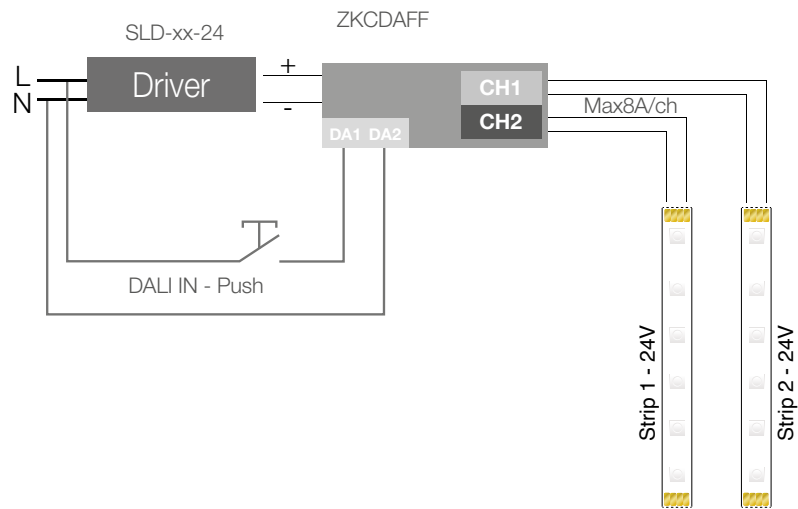 SLD-xx-24
ZKCDAFF
L
N
Driver
+
-
CH1
CH2
Max8A/ch
DA1 DA2
DALI IN - Push
Strip 1 - 24V
Strip 2 - 24V